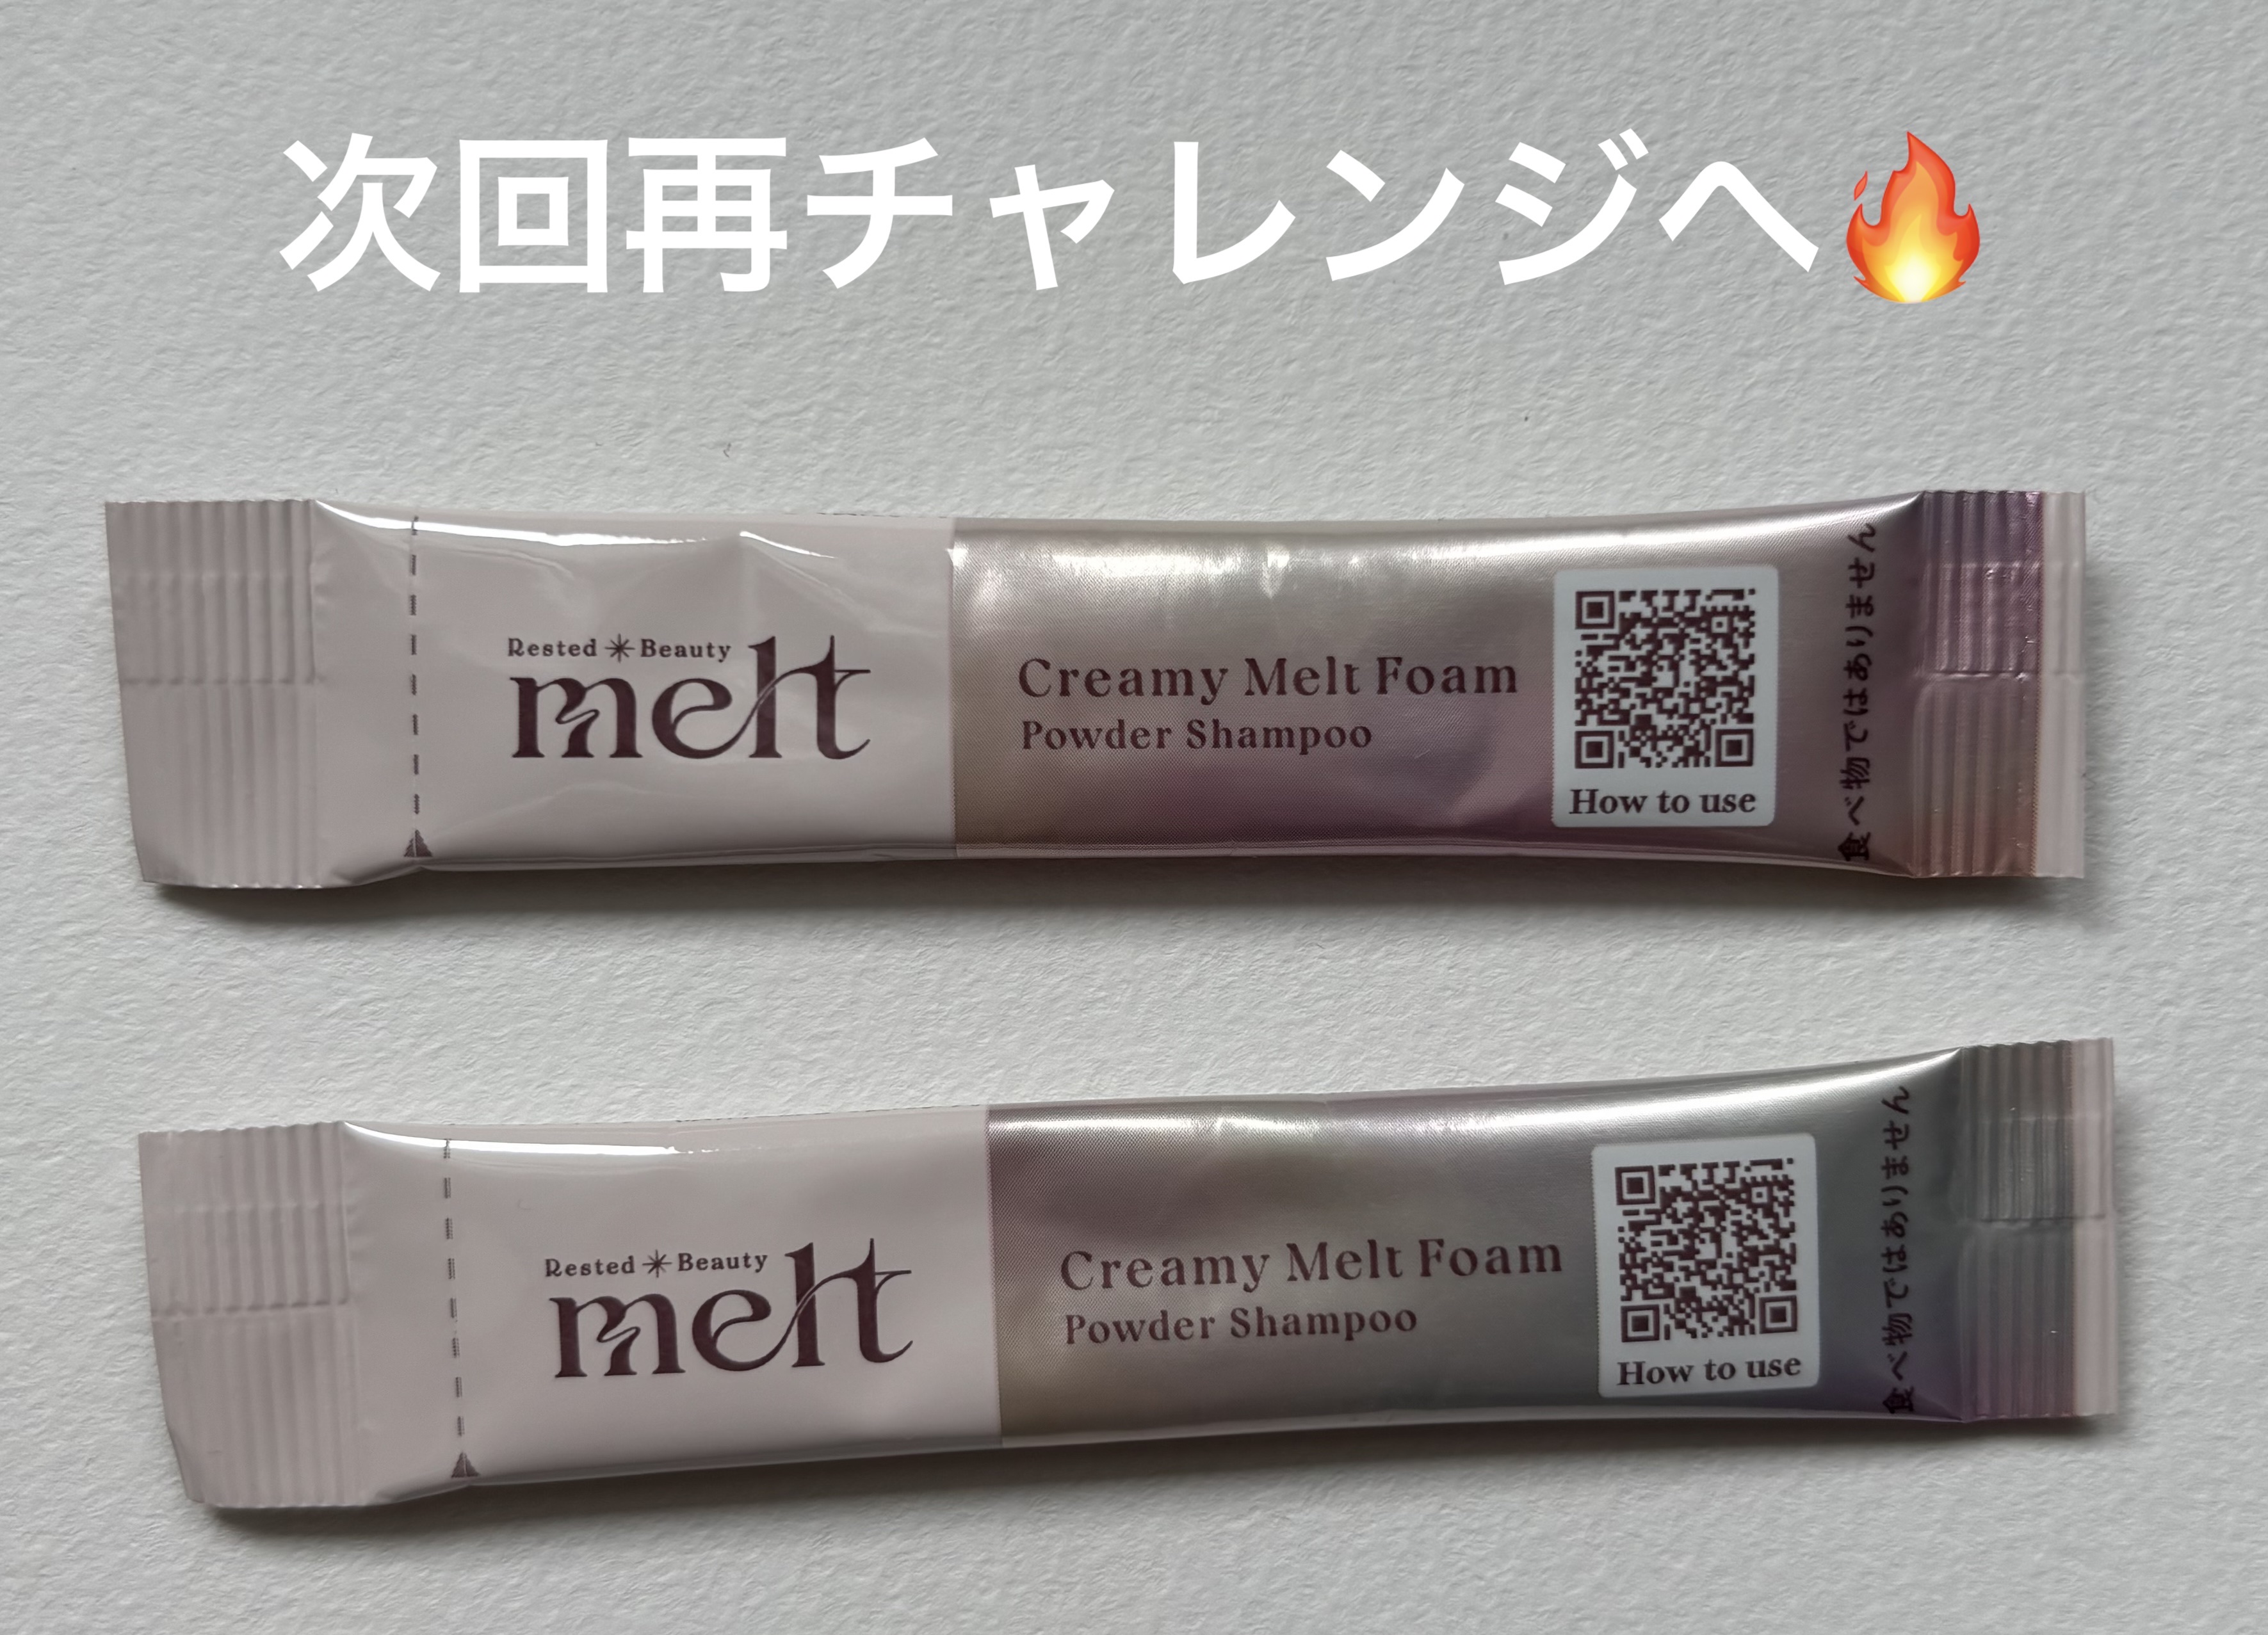 次回再チャレンジへ🔥
Rested✳Beauty
melt
Creamy Melt Foam
Powder Shampoo
How to use
食べ物ではありません
Rested✳Beauty
melt
Creamy Melt Foam
Powder Shampoo
How to use
食べ物ではありません